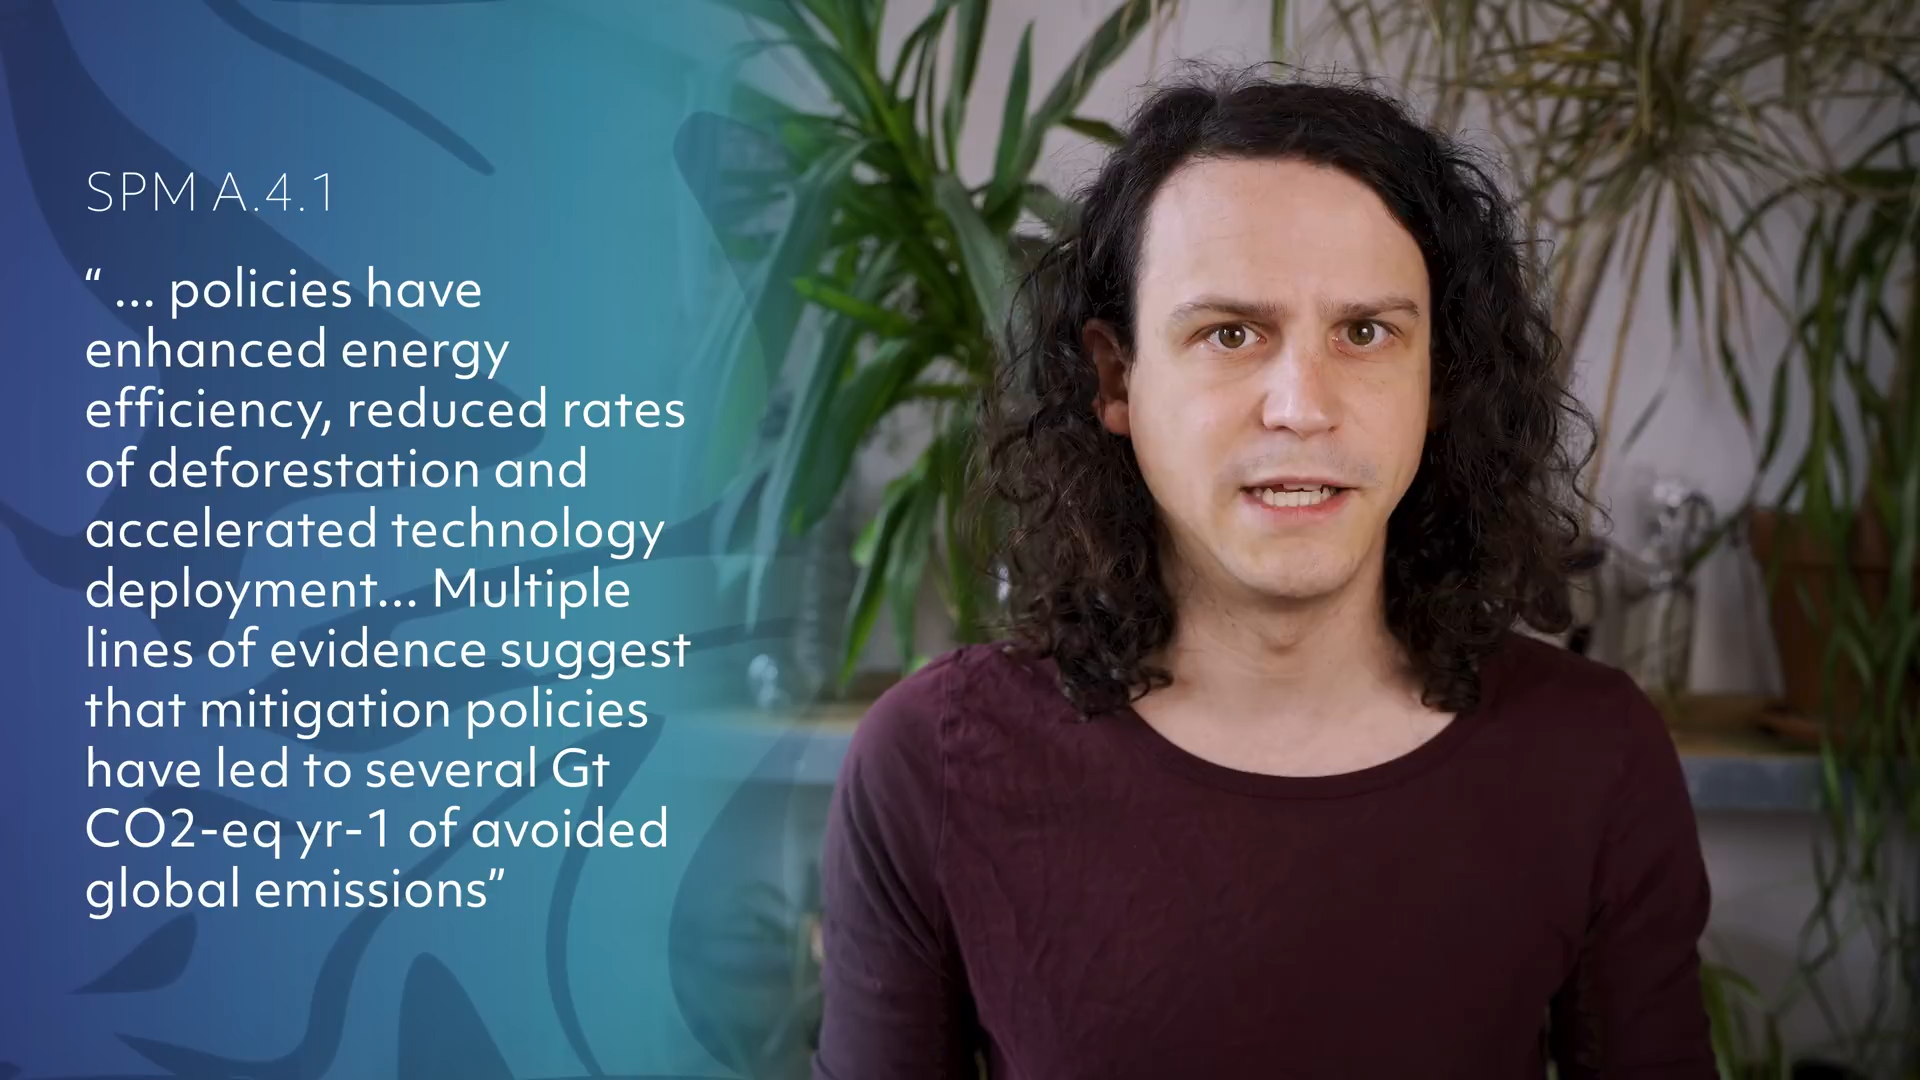 SPM A.4.1
“ ... policies have
enhanced energy
efficiency, reduced rates
of deforestation and
accelerated technology
deployment... Multiple
lines of evidence suggest
that mitigation policies
have led to several Gt
CO2-eq yr-1 of avoided
global emissions”